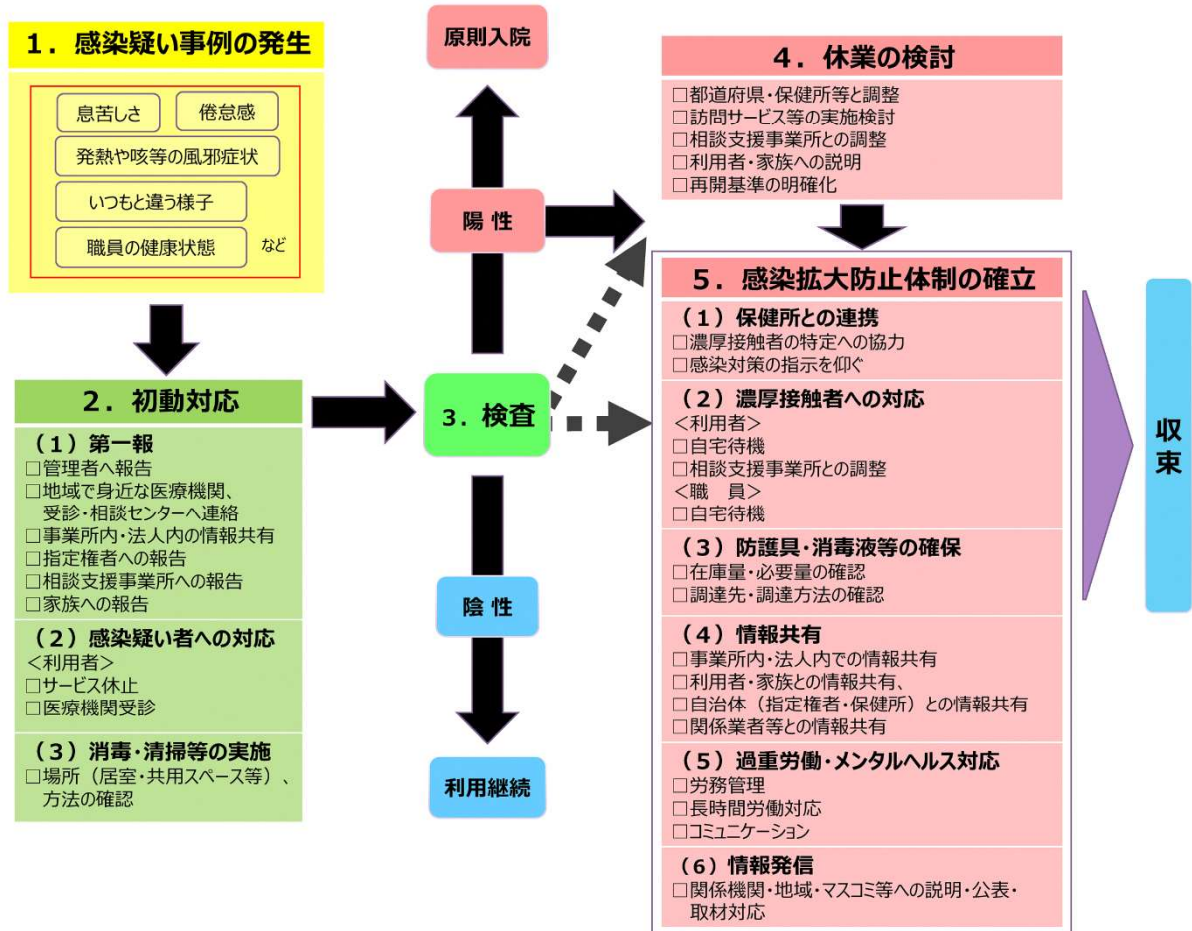 1．感染疑い事例の発生
息苦しさ
倦怠感
発熱や咳等の風邪症状
いつもと違う様子
職員の健康状態
など
2．初動対応
（1）第一報
□管理者へ報告
□地域で身近な医療機関、
受診・相談センターへ連絡
□事業所内・法人内の情報共有
□指定権者への報告
□相談支援事業所への報告
□家族への報告
（2）感染疑い者への対応
＜利用者＞
□サービス休止
□医療機関受診
（3）消毒・清掃等の実施
□場所（居室・共用スペース等）、
方法の確認
原則入院
陽 性
3．検査
陰 性
利用継続
4．休業の検討
□都道府県・保健所等と調整
□訪問サービス等の実施検討
□相談支援事業所との調整
□利用者・家族への説明
□再開基準の明確化
5．感染拡大防止体制の確立
（1）保健所との連携
□濃厚接触者の特定への協力
□感染対策の指示を仰ぐ
（2）濃厚接触者への対応
＜利用者＞
□自宅待機
□相談支援事業所との調整
＜職　員＞
□自宅待機
（3）防護具・消毒液等の確保
□在庫量・必要量の確認
□調達先・調達方法の確認
（4）情報共有
□事業所内・法人内での情報共有
□利用者・家族との情報共有、
□自治体（指定権者・保健所）との情報共有
□関係業者等との情報共有
（5）過重労働・メンタルヘルス対応
□労務管理
□長時間労働対応
□コミュニケーション
（6）情報発信
□関係機関・地域・マスコミ等への説明・公表・
取材対応
収束